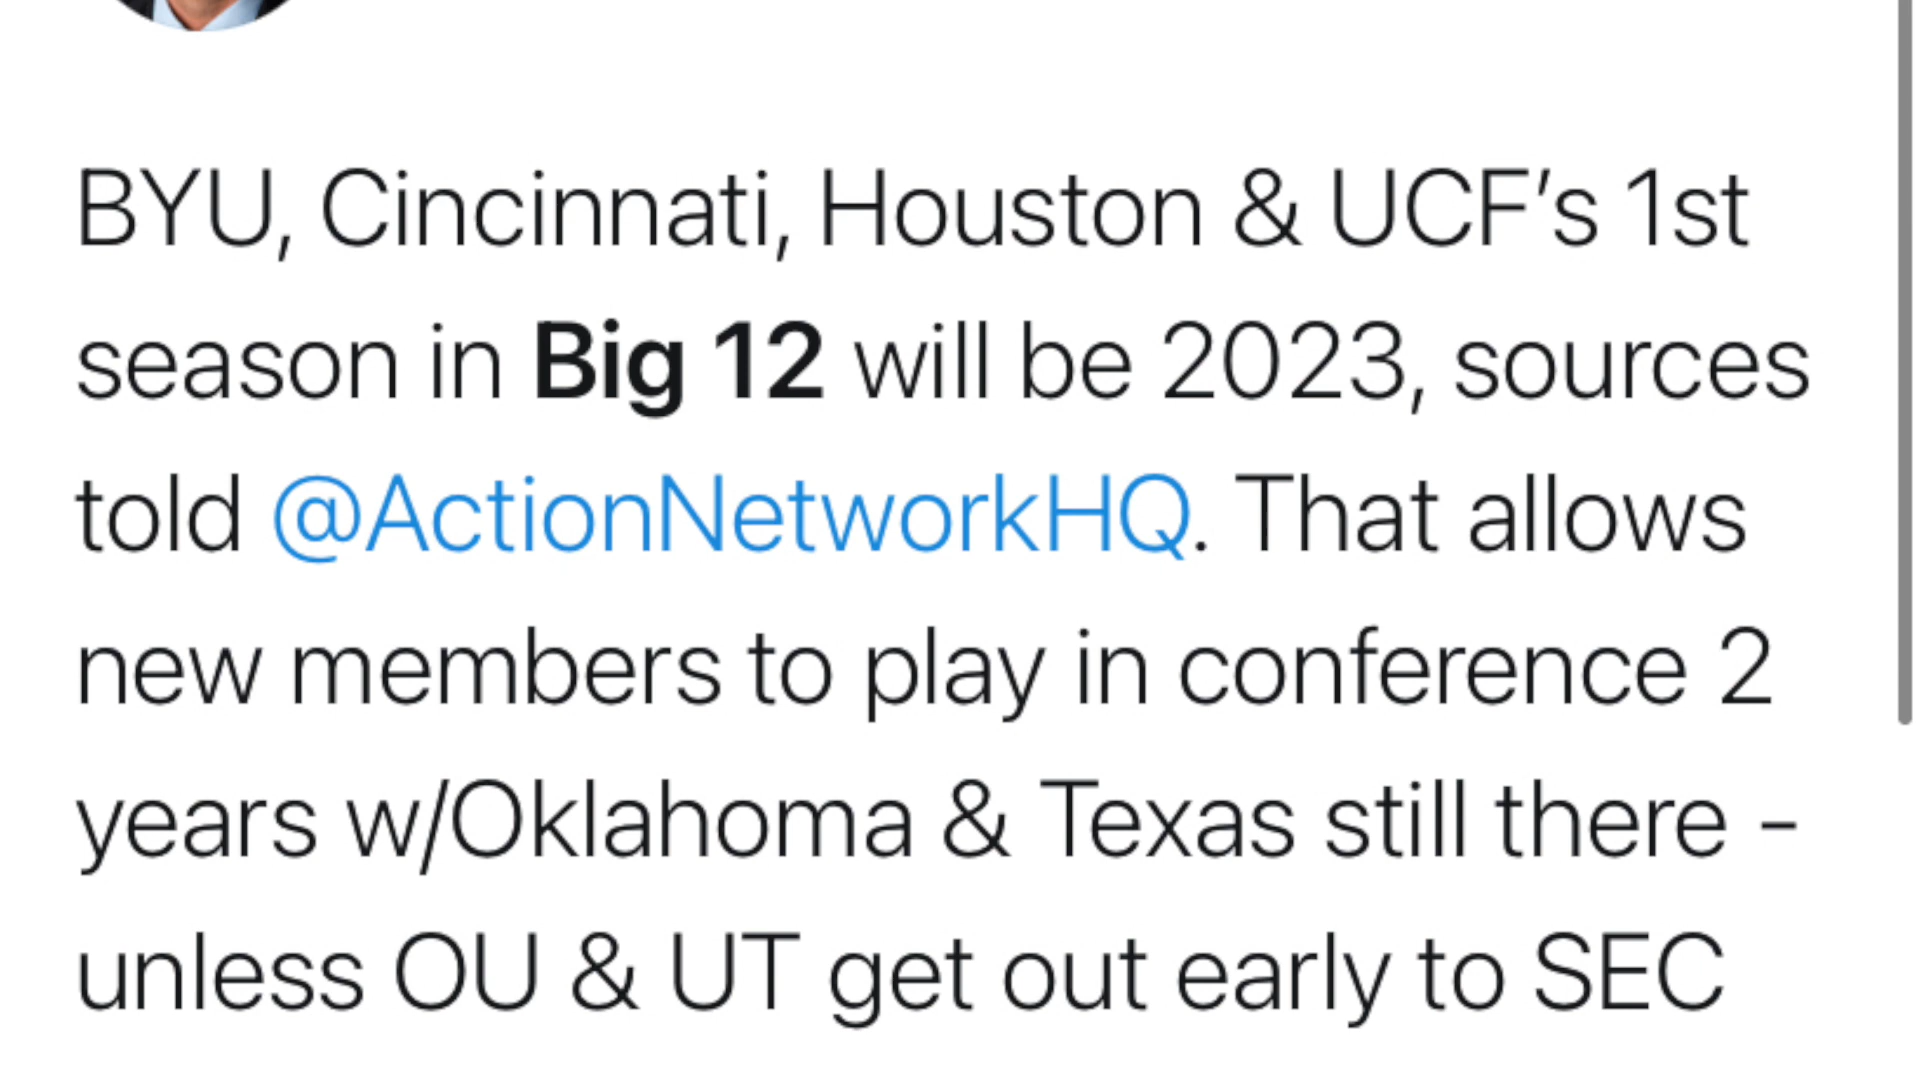 BYU, Cincinnati, Houston & UCF’s 1st
season in Big 12 will be 2023, sources
told @ActionNetworkHQ. That allows
new members to play in conference 2
years w/Oklahoma & Texas still there -
unless OU & UT get out early to SEC